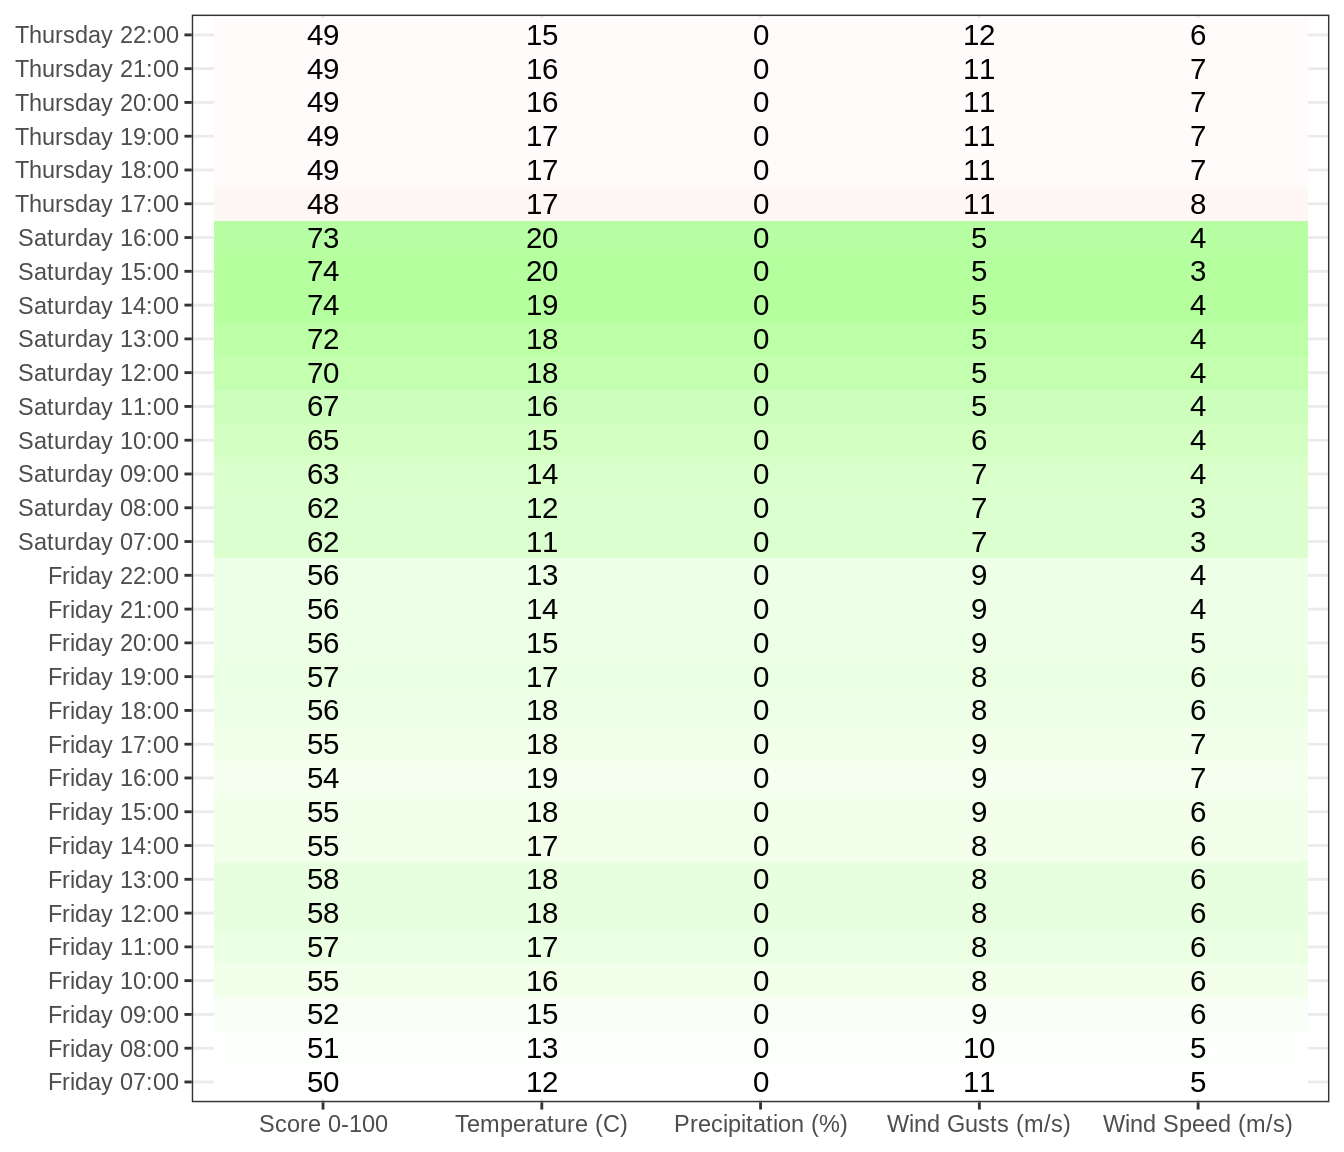 Thursday 22:00 49 15 0 12 6
Thursday 21:00 49 16 0 11 7
Thursday 20:00 49 16 0 11 7
Thursday 19:00 49 17 0 11 7
Thursday 18:00 49 17 0 11 7
Thursday 17:00 48 17 0 11 8
Saturday 16:00 73 20 0 5 4
Saturday 15:00 74 20 0 5 3
Saturday 14:00 74 19 0 5 4
Saturday 13:00 72 18 0 5 4
Saturday 12:00 70 18 0 5 4
Saturday 11:00 67 16 0 5 4
Saturday 10:00 65 15 0 6 4
Saturday 09:00 63 14 0 7 4
Saturday 08:00 62 12 0 7 3
Saturday 07:00 62 11 0 7 3
Friday 22:00 56 13 0 9 4
Friday 21:00 56 14 0 9 4
Friday 20:00 56 15 0 9 5
Friday 19:00 57 17 0 8 6
Friday 18:00 56 18 0 8 6
Friday 17:00 55 18 0 9 7
Friday 16:00 54 19 0 9 7
Friday 15:00 55 18 0 9 6
Friday 14:00 55 17 0 8 6
Friday 13:00 58 18 0 8 6
Friday 12:00 58 18 0 8 6
Friday 11:00 57 17 0 8 6
Friday 10:00 55 16 0 8 6
Friday 09:00 52 15 0 9 6
Friday 08:00 51 13 0 10 5
Friday 07:00 50 12 0 11 5
Score 0-100 Temperature (C) Precipitation (%) Wind Gusts (m/s) Wind Speed (m/s)